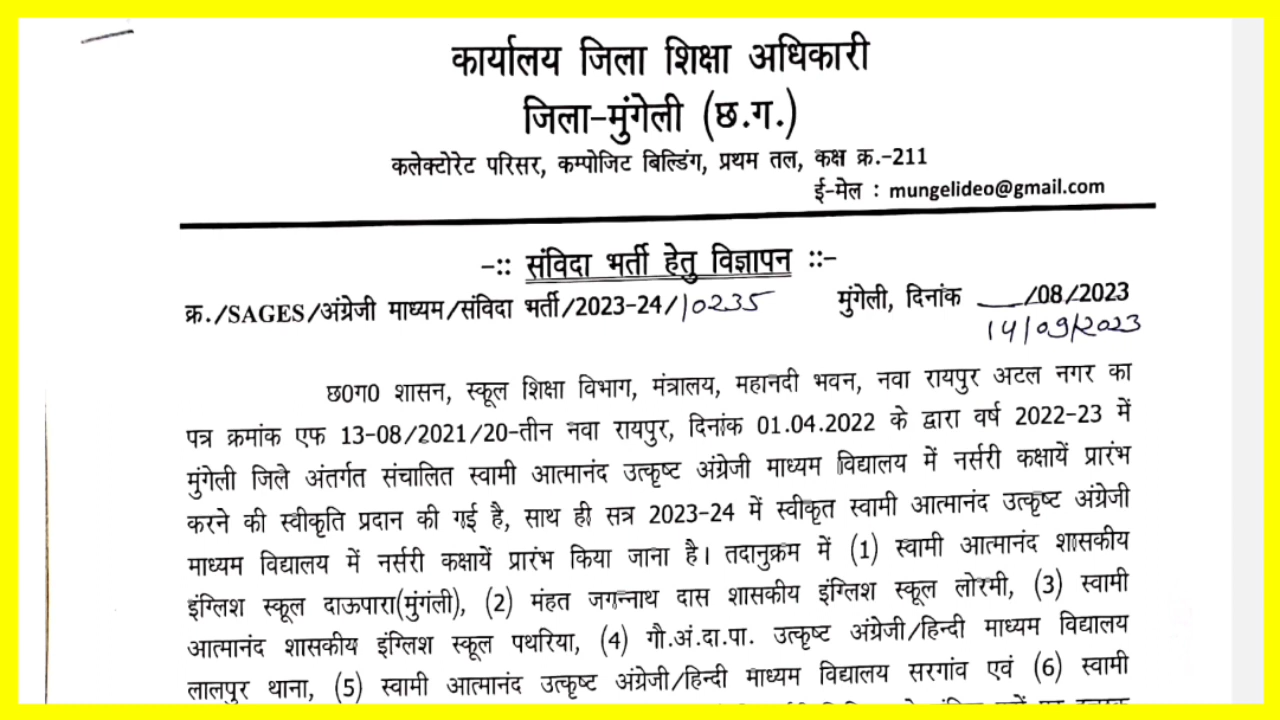 कार्यालय जिला शिक्षा अधिकारी
जिला-मुंगेली (छ.ग.)
कलेक्टोरेट परिसर, कम्पोजिट बिल्डिंग, प्रथम तल, कक्ष क्र.-211
ई-मेल : mungelideo@gmail.com
-:: संविदा भर्ती हेतु विज्ञापन ::-
क्र./SAGES/अंग्रेजी माध्यम/संविदा भर्ती/2023-24/10235 मुंगेली, दिनांक ___/08/2023
14/09/2023
छ0ग0 शासन, स्कूल शिक्षा विभाग, मंत्रालय, महानदी भवन, नवा रायपुर अटल नगर का
पत्र क्रमांक एफ 13-08/2021/20-तीन नवा रायपुर, दिनांक 01.04.2022 के द्वारा वर्ष 2022-23 में
मुंगेली जिले अंतर्गत संचालित स्वामी आत्मानंद उत्कृष्ट अंग्रेजी माध्यम विद्यालय में नर्सरी कक्षायें प्रारंभ
करने की स्वीकृति प्रदान की गई है, साथ ही सत्र 2023-24 में स्वीकृत स्वामी आत्मानंद उत्कृष्ट अंग्रेजी
माध्यम विद्यालय में नर्सरी कक्षायें प्रारंभ किया जाना है। तदानुक्रम में (1) स्वामी आत्मानंद शासकीय
इंग्लिश स्कूल दाऊपारा(मुंगंली), (2) मंहत जगन्नाथ दास शासकीय इंग्लिश स्कूल लोरमी, (3) स्वामी
आत्मानंद शासकीय इंग्लिश स्कूल पथरिया, (4) गौ.अं.दा.पा. उत्कृष्ट अंग्रेजी/हिन्दी माध्यम विद्यालय
लालपुर थाना, (5) स्वामी आत्मानंद उत्कृष्ट अंग्रेजी/हिन्दी माध्यम विद्यालय सरगांव एवं (6) स्वामी